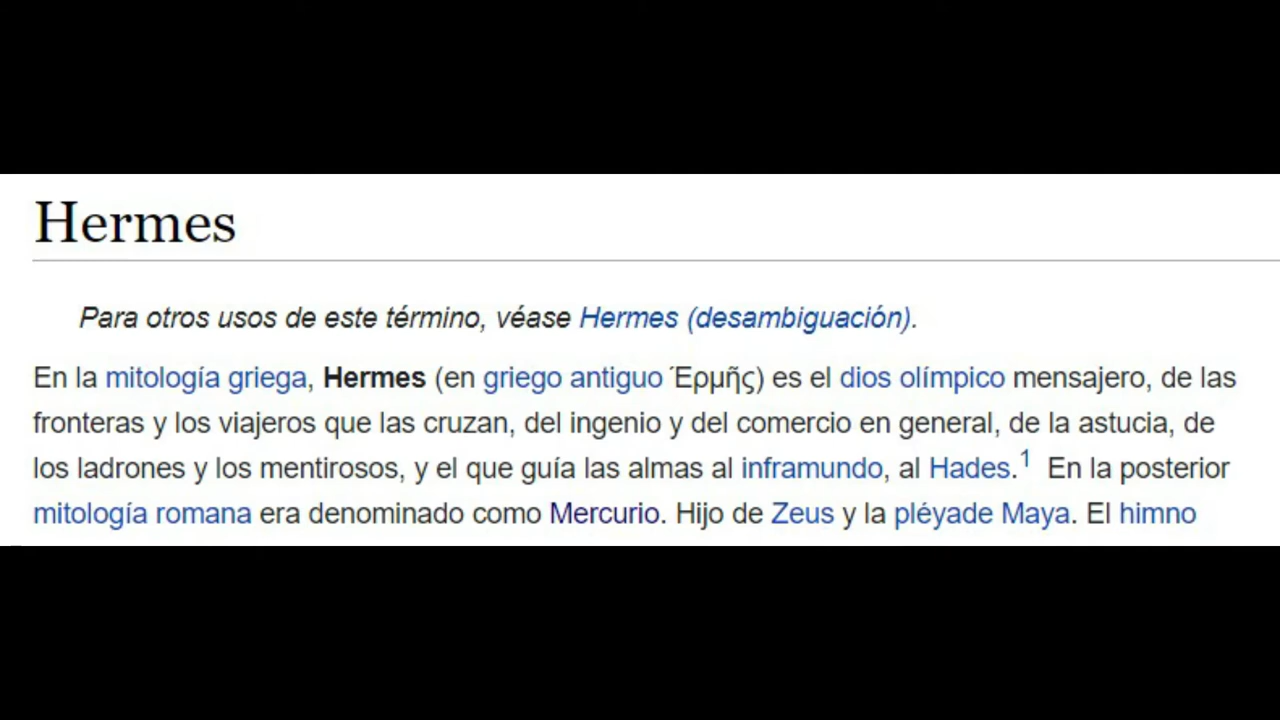 Hermes
Para otros usos de este término, véase Hermes (desambiguación).
En la mitología griega, Hermes (en griego antiguo Ἑρμῆς) es el dios olímpico mensajero, de las
fronteras y los viajeros que las cruzan, del ingenio y del comercio en general, de la astucia, de
los ladrones y los mentirosos, y el que guía las almas al inframundo, al Hades.1 En la posterior
mitología romana era denominado como Mercurio. Hijo de Zeus y la pléyade Maya. El himno